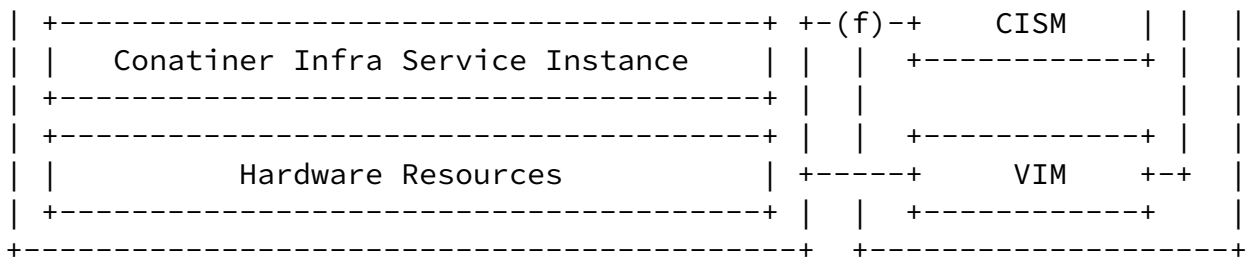 | +---------------------------------------+ +-(f)-+    CISM    | |  |
| |   Conatiner Infra Service Instance    | |  |  +------------+ |  |
| +---------------------------------------+ |  |                 |  |
| +---------------------------------------+ |  |  +------------+ |  |
| |          Hardware Resources           | +-----+     VIM    +-+  |
| +---------------------------------------+ |  |  +------------+    |
+-------------------------------------------+  +--------------------+